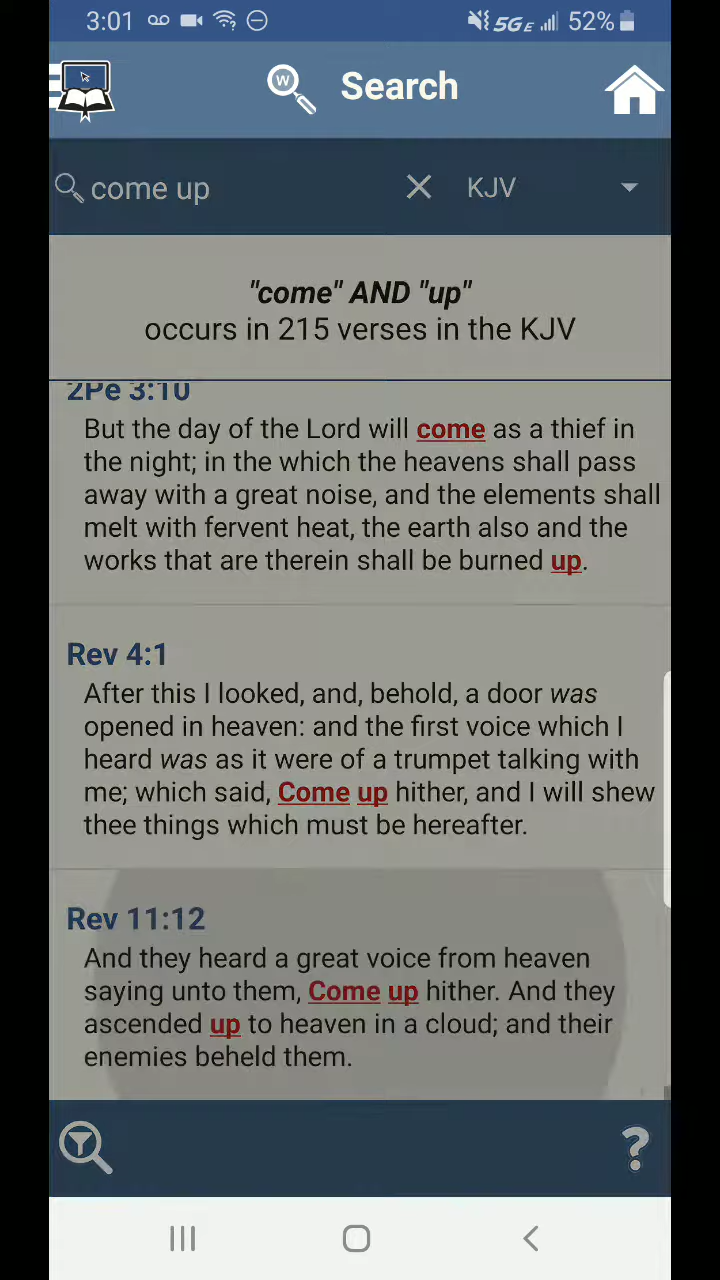 3:01 5G E 52%
W Search
come up KJV
"come" AND "up"
occurs in 215 verses in the KJV
2Pe 3:10
But the day of the Lord will come as a thief in
the night; in the which the heavens shall pass
away with a great noise, and the elements shall
melt with fervent heat, the earth also and the
works that are therein shall be burned up.
Rev 4:1
After this I looked, and, behold, a door was
opened in heaven: and the first voice which I
heard was as it were of a trumpet talking with
me; which said, Come up hither, and I will shew
thee things which must be hereafter.
Rev 11:12
And they heard a great voice from heaven
saying unto them, Come up hither. And they
ascended up to heaven in a cloud; and their
enemies beheld them.
?